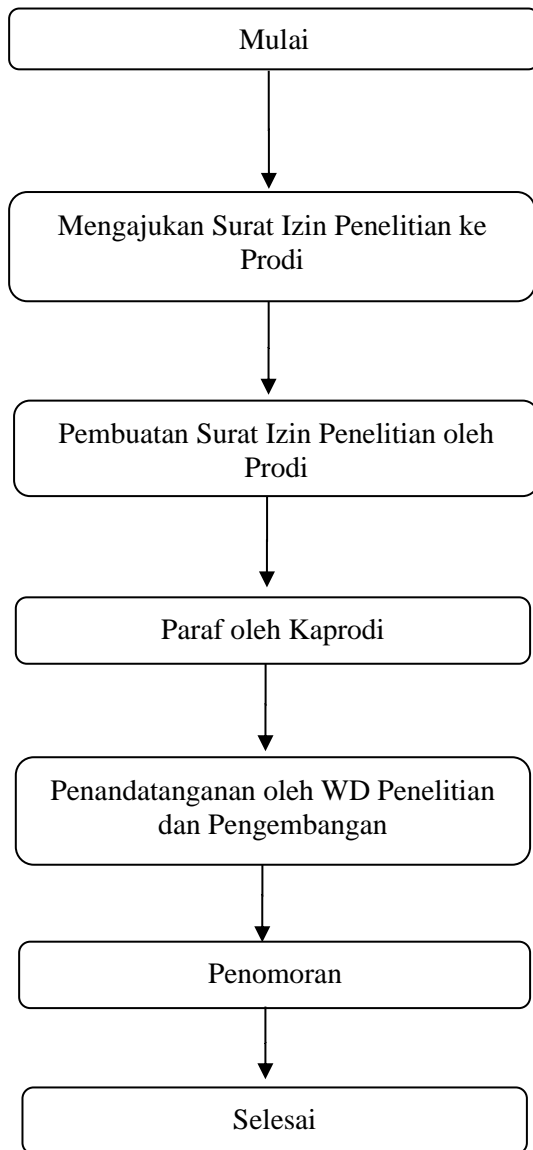 Mulai
Mengajukan Surat Izin Penelitian ke
Prodi
Pembuatan Surat Izin Penelitian oleh
Prodi
Paraf oleh Kaprodi
Penandatanganan oleh WD Penelitian
dan Pengembangan
Penomoran
Selesai